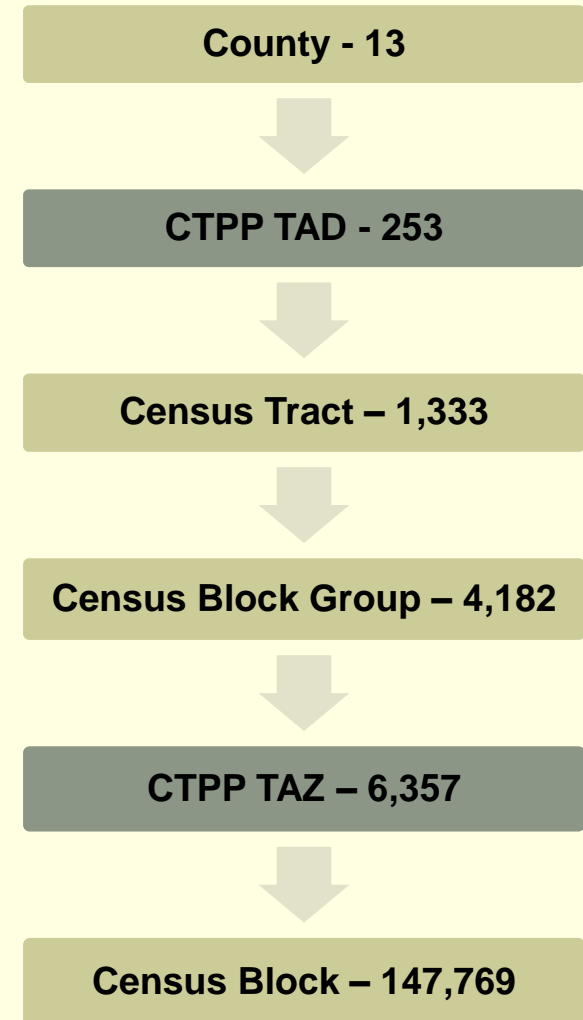 County - 13
CTPP TAD - 253
Census Tract – 1,333
Census Block Group – 4,182
CTPP TAZ – 6,357
Census Block – 147,769